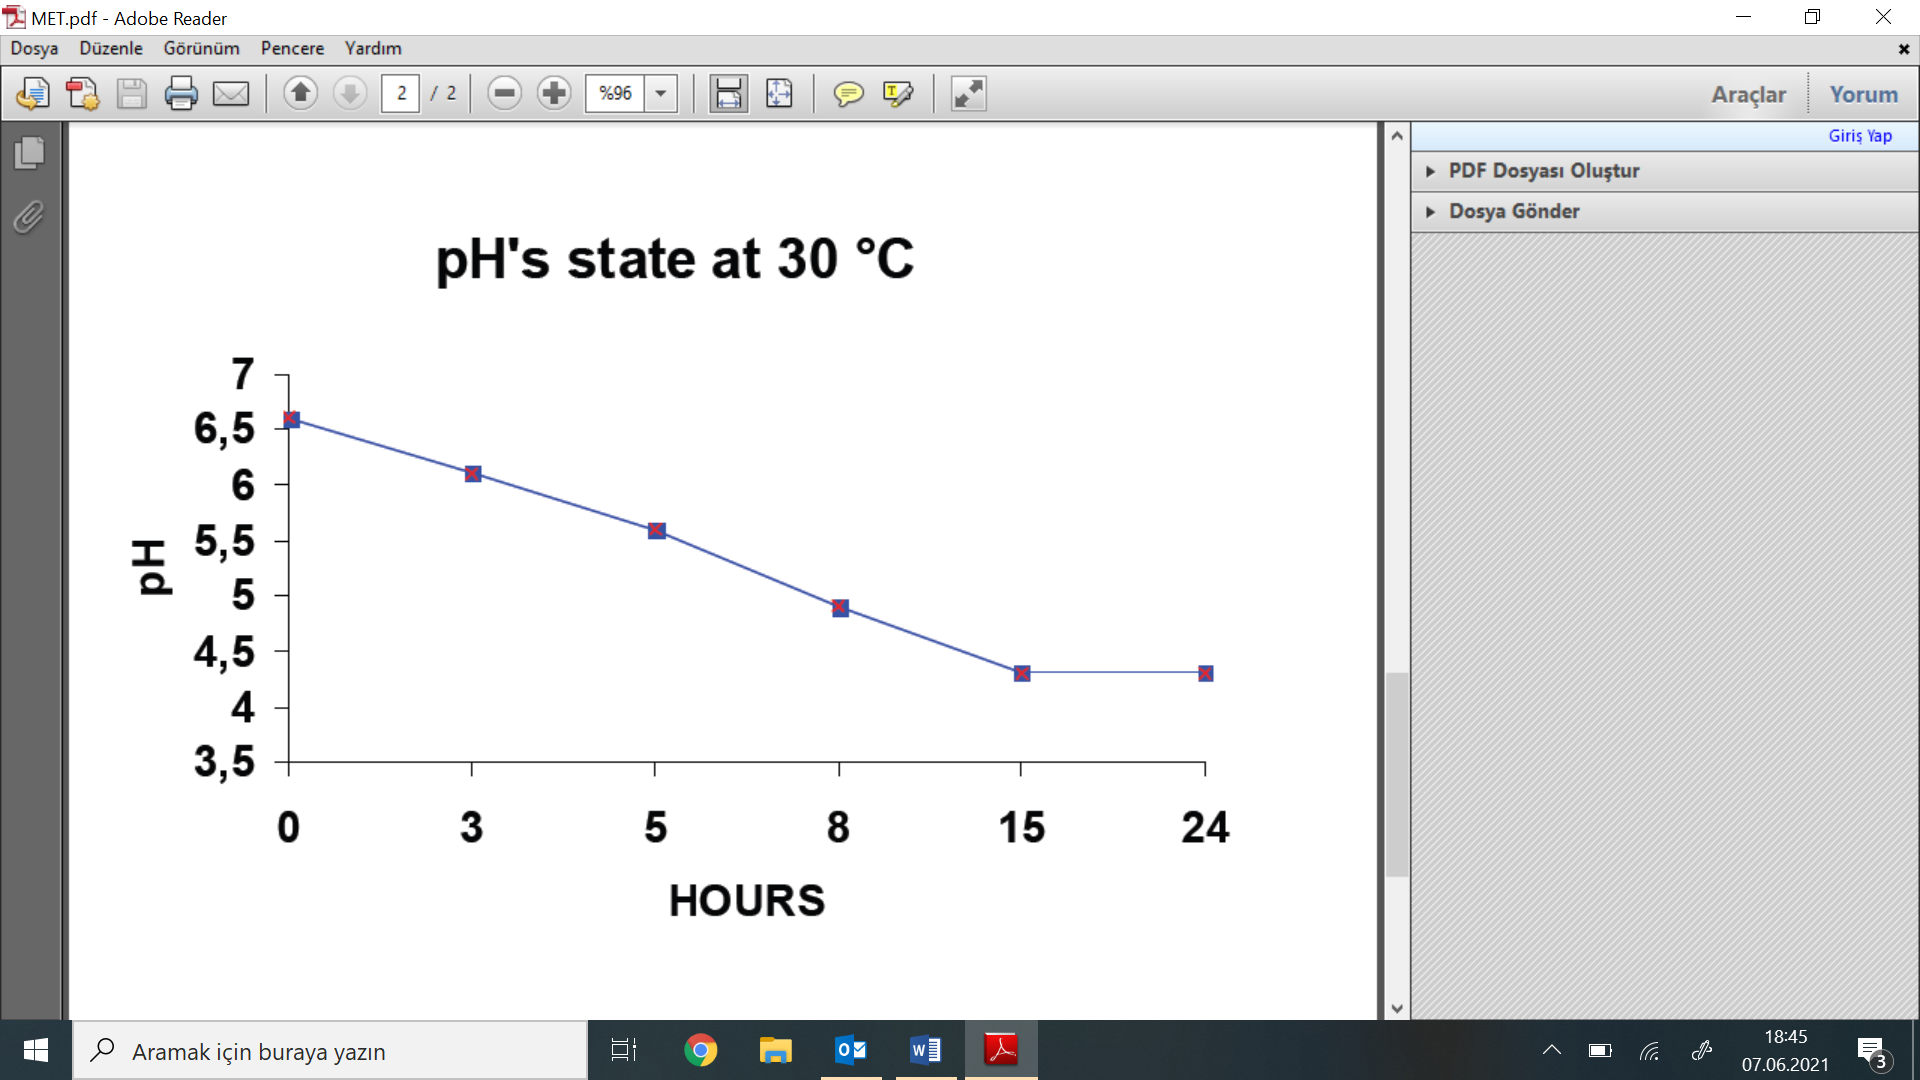 MET.pdf - Adobe Reader
Dosya Düzenle Görünüm Pencere Yardım
2 / 2 %96 Araçlar Yorum
Giriş Yap
PDF Dosyası Oluştur
Dosya Gönder
pH's state at 30 °C
7
6,5
6
5,5
5
4,5
4
3,5
pH
0 3 5 8 15 24
HOURS
Aramak için buraya yazın
18:45
07.06.2021
3